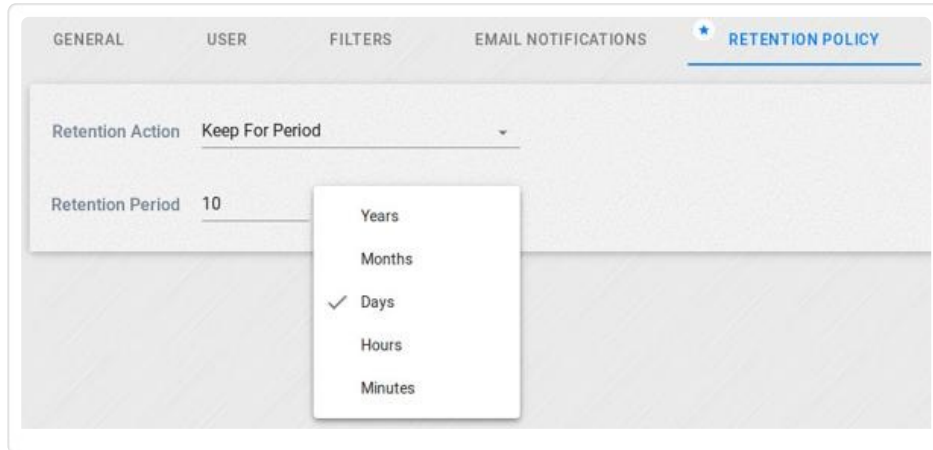 GENERAL USER FILTERS EMAIL NOTIFICATIONS RETENTION POLICY
Retention Action Keep For Period
Retention Period 10
Years
Months
Days
Hours
Minutes